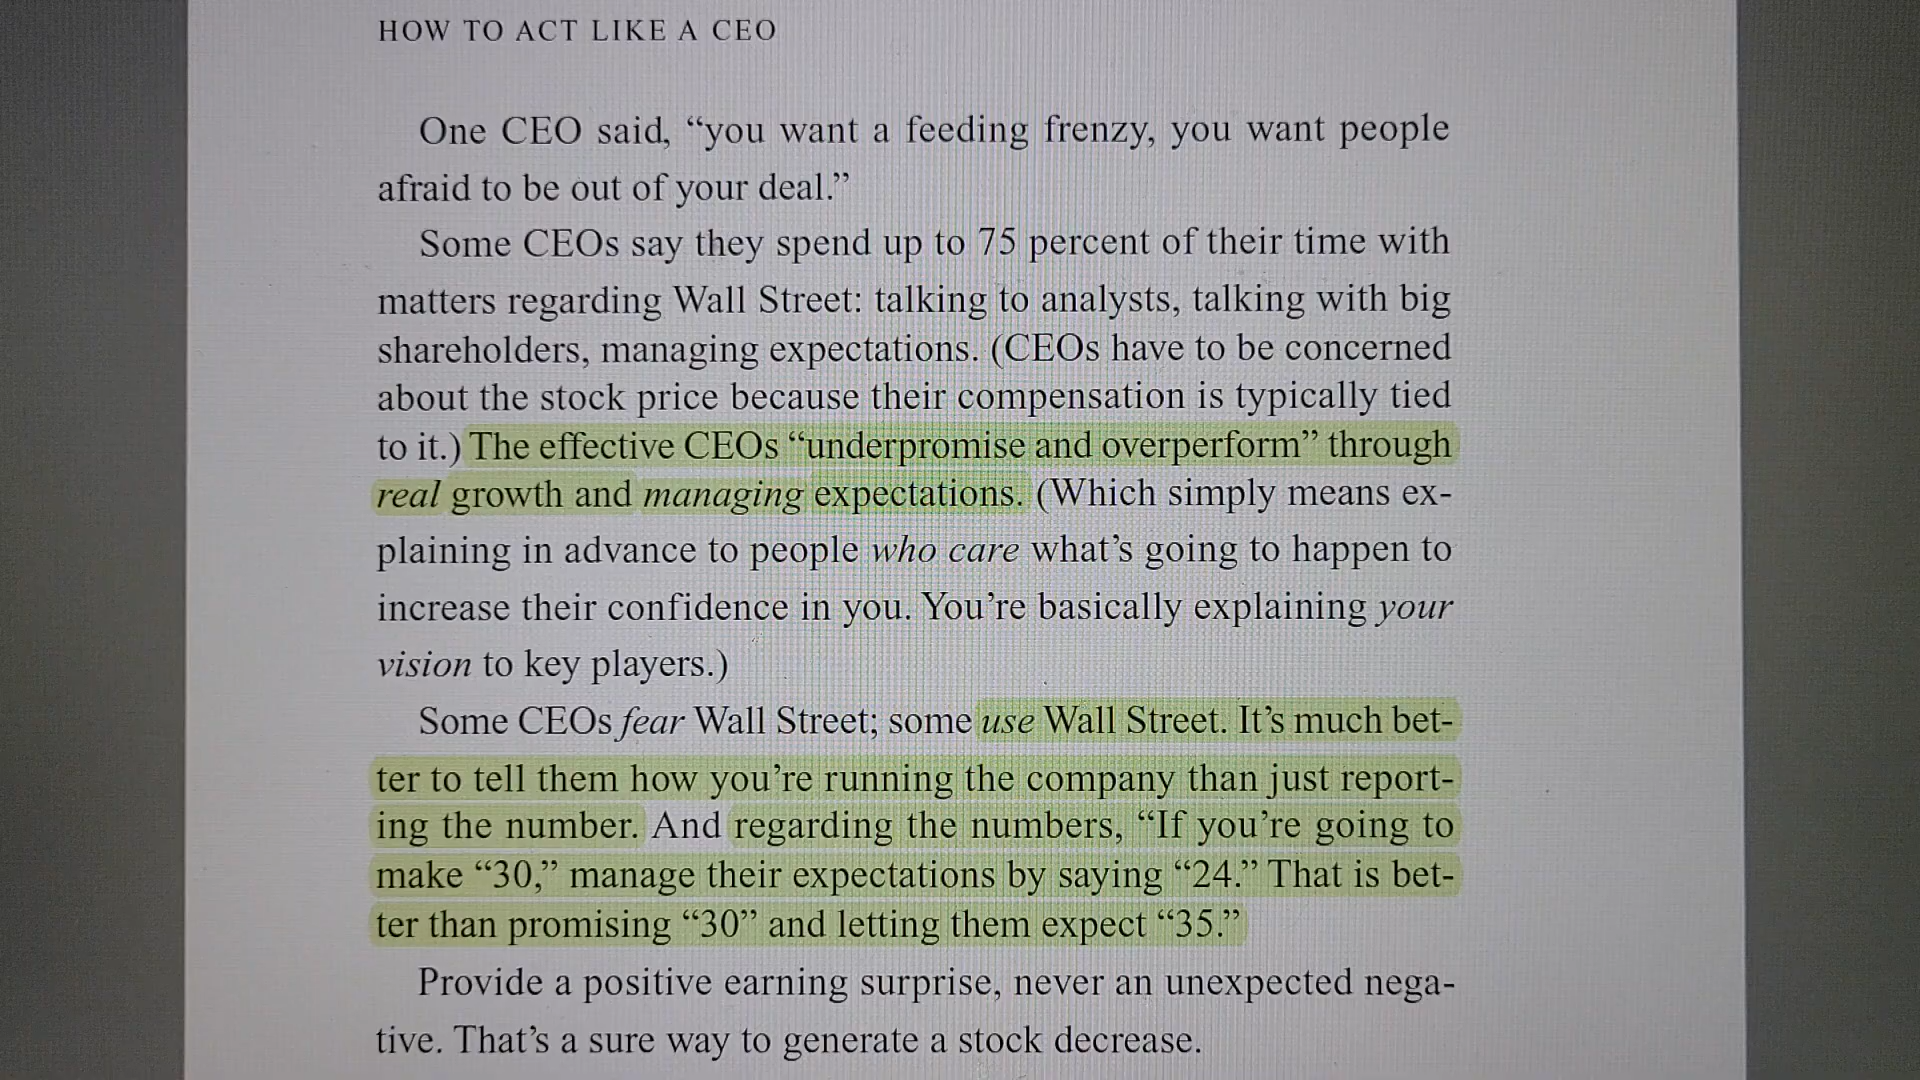 HOW TO ACT LIKE A CEO
One CEO said, “you want a feeding frenzy, you want people
afraid to be out of your deal.”
Some CEOs say they spend up to 75 percent of their time with
matters regarding Wall Street: talking to analysts, talking with big
shareholders, managing expectations. (CEOs have to be concerned
about the stock price because their compensation is typically tied
to it.) The effective CEOs “underpromise and overperform” through
real growth and managing expectations. (Which simply means ex-
plaining in advance to people who care what’s going to happen to
increase their confidence in you. You’re basically explaining your
vision to key players.)
Some CEOs fear Wall Street; some use Wall Street. It’s much bet-
ter to tell them how you’re running the company than just report-
ing the number. And regarding the numbers, “If you’re going to
make “30,” manage their expectations by saying “24.” That is bet-
ter than promising “30” and letting them expect “35.”
Provide a positive earning surprise, never an unexpected nega-
tive. That’s a sure way to generate a stock decrease.